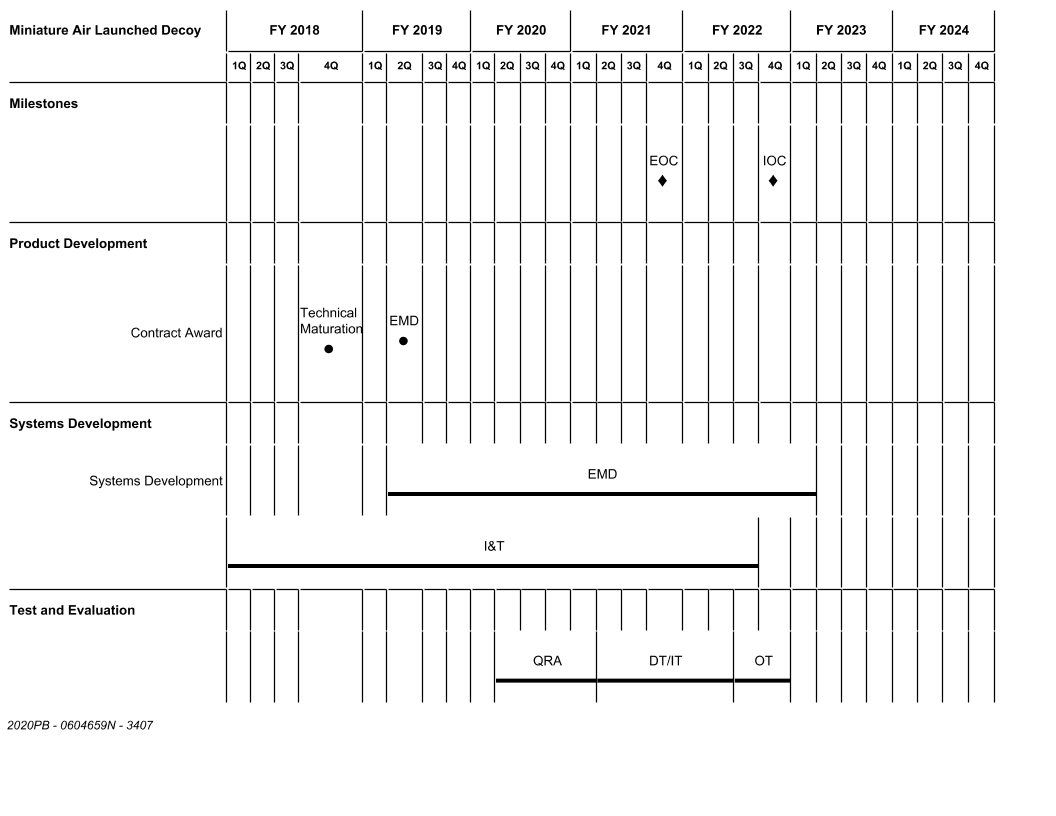 Miniature Air Launched Decoy FY 2018 FY 2019 FY 2020 FY 2021 FY 2022 FY 2023 FY 2024
1Q 2Q 3Q 4Q 1Q 2Q 3Q 4Q 1Q 2Q 3Q 4Q 1Q 2Q 3Q 4Q 1Q 2Q 3Q 4Q 1Q 2Q 3Q 4Q 1Q 2Q 3Q 4Q
Milestones
EOC IOC
Product Development
Technical
Maturation
EMD
Contract Award
Systems Development
EMD
Systems Development
I&T
Test and Evaluation
QRA DT/IT OT
2020PB - 0604659N - 3407